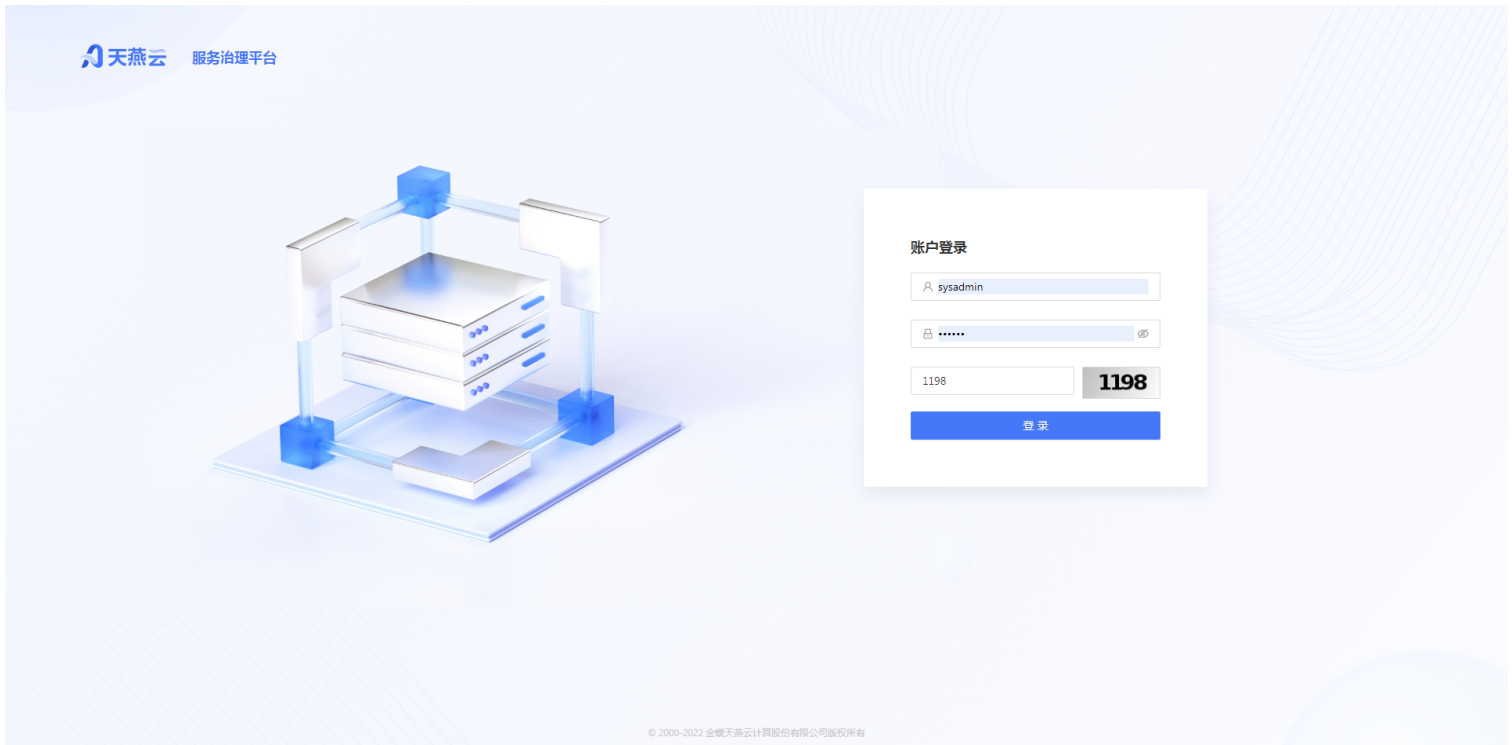 天燕云 服务治理平台
账户登录
sysadmin
••••••
1198 1198
登 录
© 2000-2022 金蝶天燕云计算股份有限公司版权所有